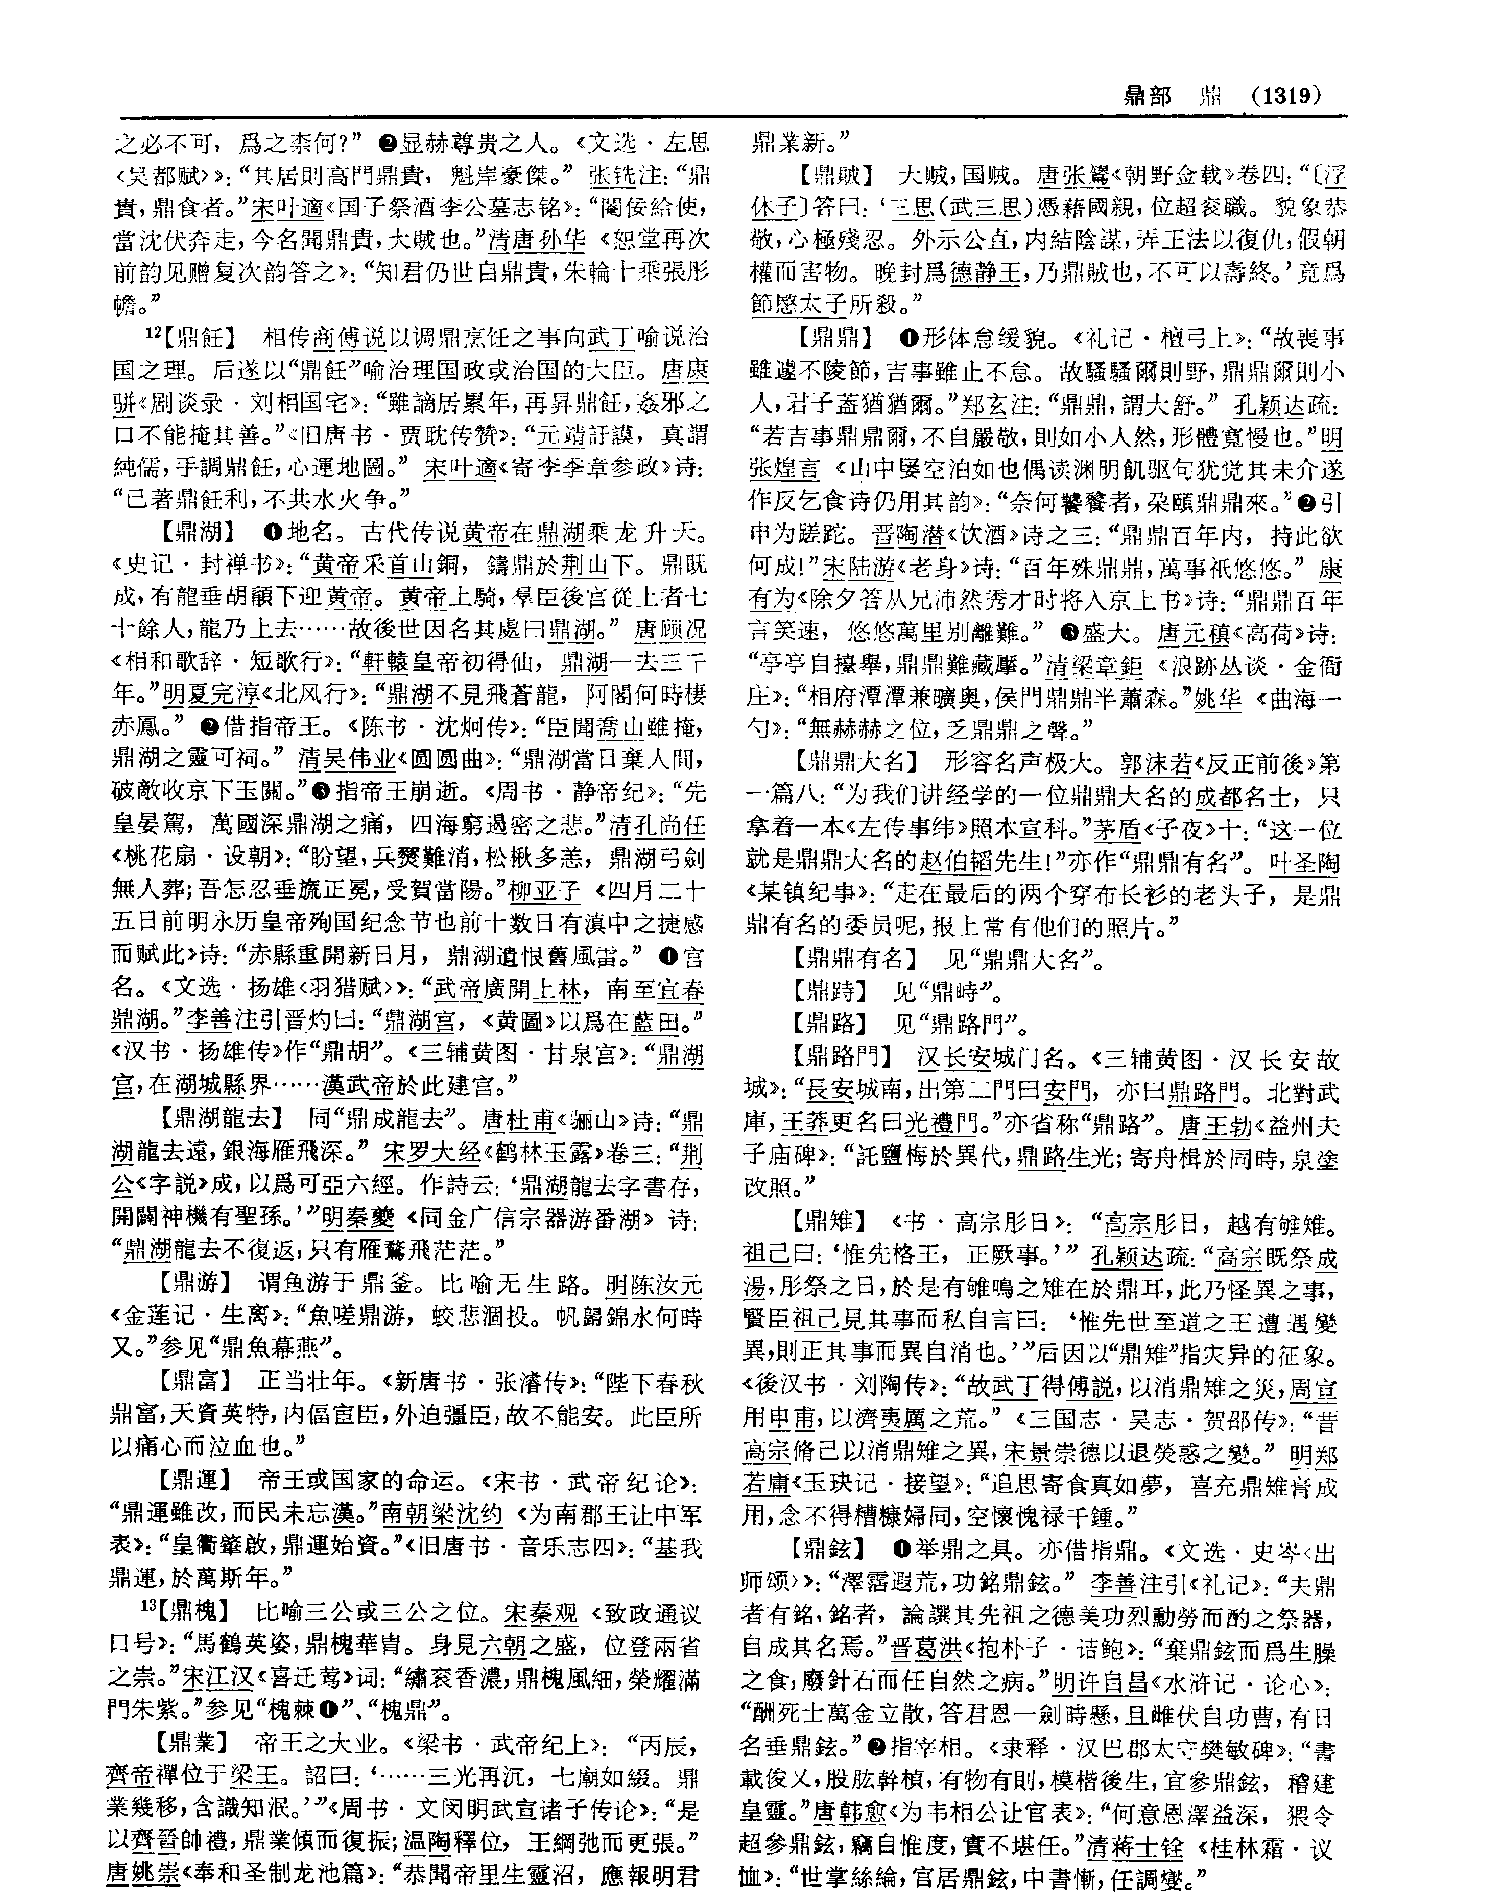 鼎部　鼎　（1319）
之必不可，爲之柰何？”❷显赫尊贵之人。《文选·左思
〈吴都赋〉》：“其居則高門鼎貴，魁岸豪傑。”张铣注：“鼎
貴，鼎食者。”宋叶適《国子祭酒李公墓志铭》：“閹佞給使，
當沈伏奔走，今名聞鼎貴，大賊也。”清唐孙华《恕堂再次
前韵见赠复次韵答之》：“知君仍世自鼎貴，朱輪十乘張彤
幨。”
12【鼎飪】　相传商傅说以调鼎烹饪之事向武丁喻说治
国之理。后遂以“鼎飪”喻治理国政或治国的大臣。唐康
骈《剧谈录·刘相国宅》：“雖謫居累年，再昇鼎飪，姦邪之
口不能掩其善。”《旧唐书·贾耽传赞》：“元靖訏謨，真謂
純儒，手調鼎飪，心運地圖。”宋叶適《寄李季章参政》诗：
“已著鼎飪利，不共水火争。”
【鼎湖】　❶地名。古代传说黄帝在鼎湖乘龙升天。
《史记·封禅书》：“黄帝采首山銅，鑄鼎於荆山下。鼎既
成，有龍垂胡髯下迎黄帝。黄帝上騎，羣臣後宫從上者七
十餘人，龍乃上去……故後世因名其處曰鼎湖。”唐顾况
《相和歌辞·短歌行》：“軒轅皇帝初得仙，鼎湖一去三千
年。”明夏完淳《北风行》：“鼎湖不見飛蒼龍，阿閣何時棲
赤鳳。”❷借指帝王。《陈书·沈炯传》：“臣聞喬山雖掩，
鼎湖之靈可祠。”清吴伟业《圆圆曲》：“鼎湖當日棄人間，
破敵收京下玉關。”❸指帝王崩逝。《周书·静帝纪》：“先
皇晏駕，萬國深鼎湖之痛，四海窮遏密之悲。”清孔尚任
《桃花扇·设朝》：“盼望，兵燹難消，松楸多恙，鼎湖弓劍
無人葬；吾怎忍垂旒正冕，受賀當陽。”柳亚子《四月二十
五日前明永历皇帝殉国纪念节也前十数日有滇中之捷感
而赋此》诗：“赤縣重開新日月，鼎湖遺恨舊風雷。”❹宫
名。《文选·扬雄〈羽猎赋〉》：“武帝廣開上林，南至宜春
鼎湖。”李善注引晋灼曰：“鼎湖宫，《黄圖》以爲在藍田。”
《汉书·扬雄传》作“鼎胡”。《三辅黄图·甘泉宫》：“鼎湖
宫，在湖城縣界……漢武帝於此建宫。”
【鼎湖龍去】　同“鼎成龍去”。唐杜甫《骊山》诗：“鼎
湖龍去遠，銀海雁飛深。”宋罗大经《鹤林玉露》卷三：“荆
公《字説》成，以爲可亞六經。作詩云：‘鼎湖龍去字書存，
開闢神機有聖孫。’”明秦夔《同金广信宗器游番湖》诗：
“鼎湖龍去不復返，只有雁鶩飛茫茫。”
【鼎游】　谓鱼游于鼎釜。比喻无生路。明陈汝元
《金莲记·生离》：“魚嗟鼎游，蛟悲涸投。帆歸錦水何時
又。”参见“鼎魚幕燕”。
【鼎富】　正当壮年。《新唐书·张濬传》：“陛下春秋
鼎富，天資英特，内偪宦臣，外迫彊臣，故不能安。此臣所
以痛心而泣血也。”
【鼎運】　帝王或国家的命运。《宋书·武帝纪论》：
“鼎運雖改，而民未忘漢。”南朝梁沈约《为南郡王让中军
表》：“皇衢肇啟，鼎運始資。”《旧唐书·音乐志四》：“基我
鼎運，於萬斯年。”
13【鼎槐】　比喻三公或三公之位。宋秦观《致政通议
口号》：“馬鶴英姿，鼎槐華胄。身見六朝之盛，位登兩省
之崇。”宋江汉《喜迁莺》词：“繡衮香濃，鼎槐風細，榮耀滿
門朱紫。”参见“槐棘❶”、“槐鼎”。
【鼎業】　帝王之大业。《梁书·武帝纪上》：“丙辰，
齊帝禪位于梁王。詔曰：‘……三光再沉，七廟如綴。鼎
業幾移，含識知泯。’”《周书·文闵明武宣诸子传论》：“是
以齊晉帥禮，鼎業傾而復振；温陶釋位，王綱弛而更張。”
唐姚崇《奉和圣制龙池篇》：“恭聞帝里生靈沼，應報明君
鼎業新。”
【鼎賊】　大贼，国贼。唐张鷟《朝野佥载》卷四：“〔浮
休子〕答曰：‘三思（武三思）憑藉國親，位超衮職。貌象恭
敬，心極殘忍。外示公直，内結陰謀，弄王法以復仇，假朝
權而害物。晚封爲德静王，乃鼎賊也，不可以壽終。’竟爲
節愍太子所殺。”
【鼎鼎】　❶形体怠缓貌。《礼记·檀弓上》：“故喪事
雖遽不陵節，吉事雖止不怠。故騷騷爾則野，鼎鼎爾則小
人，君子蓋猶猶爾。”郑玄注：“鼎鼎，謂大舒。”孔颖达疏：
“若吉事鼎鼎爾，不自嚴敬，則如小人然，形體寬慢也。”明
张煌言《山中屡空泊如也偶读渊明飢驱句犹觉其未介遂
作反乞食诗仍用其韵》：“奈何饕餮者，朵頤鼎鼎來。”❷引
申为蹉跎。晋陶潜《饮酒》诗之三：“鼎鼎百年内，持此欲
何成！”宋陆游《老身》诗：“百年殊鼎鼎，萬事祇悠悠。”康
有为《除夕答从兄沛然秀才时将入京上书》诗：“鼎鼎百年
言笑速，悠悠萬里别離難。”❸盛大。唐元稹《高荷》诗：
“亭亭自擡舉，鼎鼎難藏擪。”清梁章鉅《浪跡丛谈·金衙
庄》：“相府潭潭兼曠奥，侯門鼎鼎半蕭森。”姚华《曲海一
勺》：“無赫赫之位，乏鼎鼎之聲。”
【鼎鼎大名】　形容名声极大。郭沫若《反正前後》第
一篇八：“为我们讲经学的一位鼎鼎大名的成都名士，只
拿着一本《左传事纬》照本宣科。”茅盾《子夜》十：“这一位
就是鼎鼎大名的赵伯韬先生！”亦作“鼎鼎有名”。叶圣陶
《某镇纪事》：“走在最后的两个穿布长衫的老头子，是鼎
鼎有名的委员呢，报上常有他们的照片。”
【鼎鼎有名】　见“鼎鼎大名”。
【鼎跱】　见“鼎峙”。
【鼎路】　见“鼎路門”。
【鼎路門】　汉长安城门名。《三辅黄图·汉长安故
城》：“長安城南，出第二門曰安門，亦曰鼎路門。北對武
庫，王莽更名曰光禮門。”亦省称“鼎路”。唐王勃《益州夫
子庙碑》：“託鹽梅於異代，鼎路生光；寄舟楫於同時，泉塗
改照。”
【鼎雉】　《书·高宗肜日》：“高宗肜日，越有雊雉。
祖己曰：‘惟先格王，正厥事。’”孔颖达疏：“高宗既祭成
湯，肜祭之日，於是有雊鳴之雉在於鼎耳，此乃怪異之事，
賢臣祖己見其事而私自言曰：‘惟先世至道之王遭遇變
異，則正其事而異自消也。’”后因以“鼎雉”指灾异的征象。
《後汉书·刘陶传》：“故武丁得傅説，以消鼎雉之災，周宣
用申甫，以濟夷厲之荒。”《三国志·吴志·贺邵传》：“昔
高宗脩己以消鼎雉之異，宋景崇德以退熒惑之變。”明郑
若庸《玉玦记·接望》：“追思寄食真如夢，喜充鼎雉膏成
用，念不得糟糠婦同，空懷愧禄千鍾。”
【鼎鉉】　❶举鼎之具。亦借指鼎。《文选·史岑〈出
师颂〉》：“澤霑遐荒，功銘鼎鉉。”李善注引《礼记》：“夫鼎
者有銘，銘者，論譔其先祖之德美功烈勳勞而酌之祭器，
自成其名焉。”晋葛洪《抱朴子·诘鲍》：“棄鼎鉉而爲生臊
之食；廢針石而任自然之病。”明许自昌《水浒记·论心》：
“酬死士萬金立散，答君恩一劍時懸，且雌伏自功曹，有日
名垂鼎鉉。”❷指宰相。《隶释·汉巴郡太守樊敏碑》：“書
載俊乂，股肱幹楨，有物有則，模楷後生，宜参鼎鉉，稽建
皇靈。”唐韩愈《为韦相公让官表》：“何意恩澤益深，猥令
超參鼎鉉，竊自惟度，實不堪任。”清蒋士铨《桂林霜·议
恤》：“世掌絲綸，官居鼎鉉，中書慚，任調燮。”